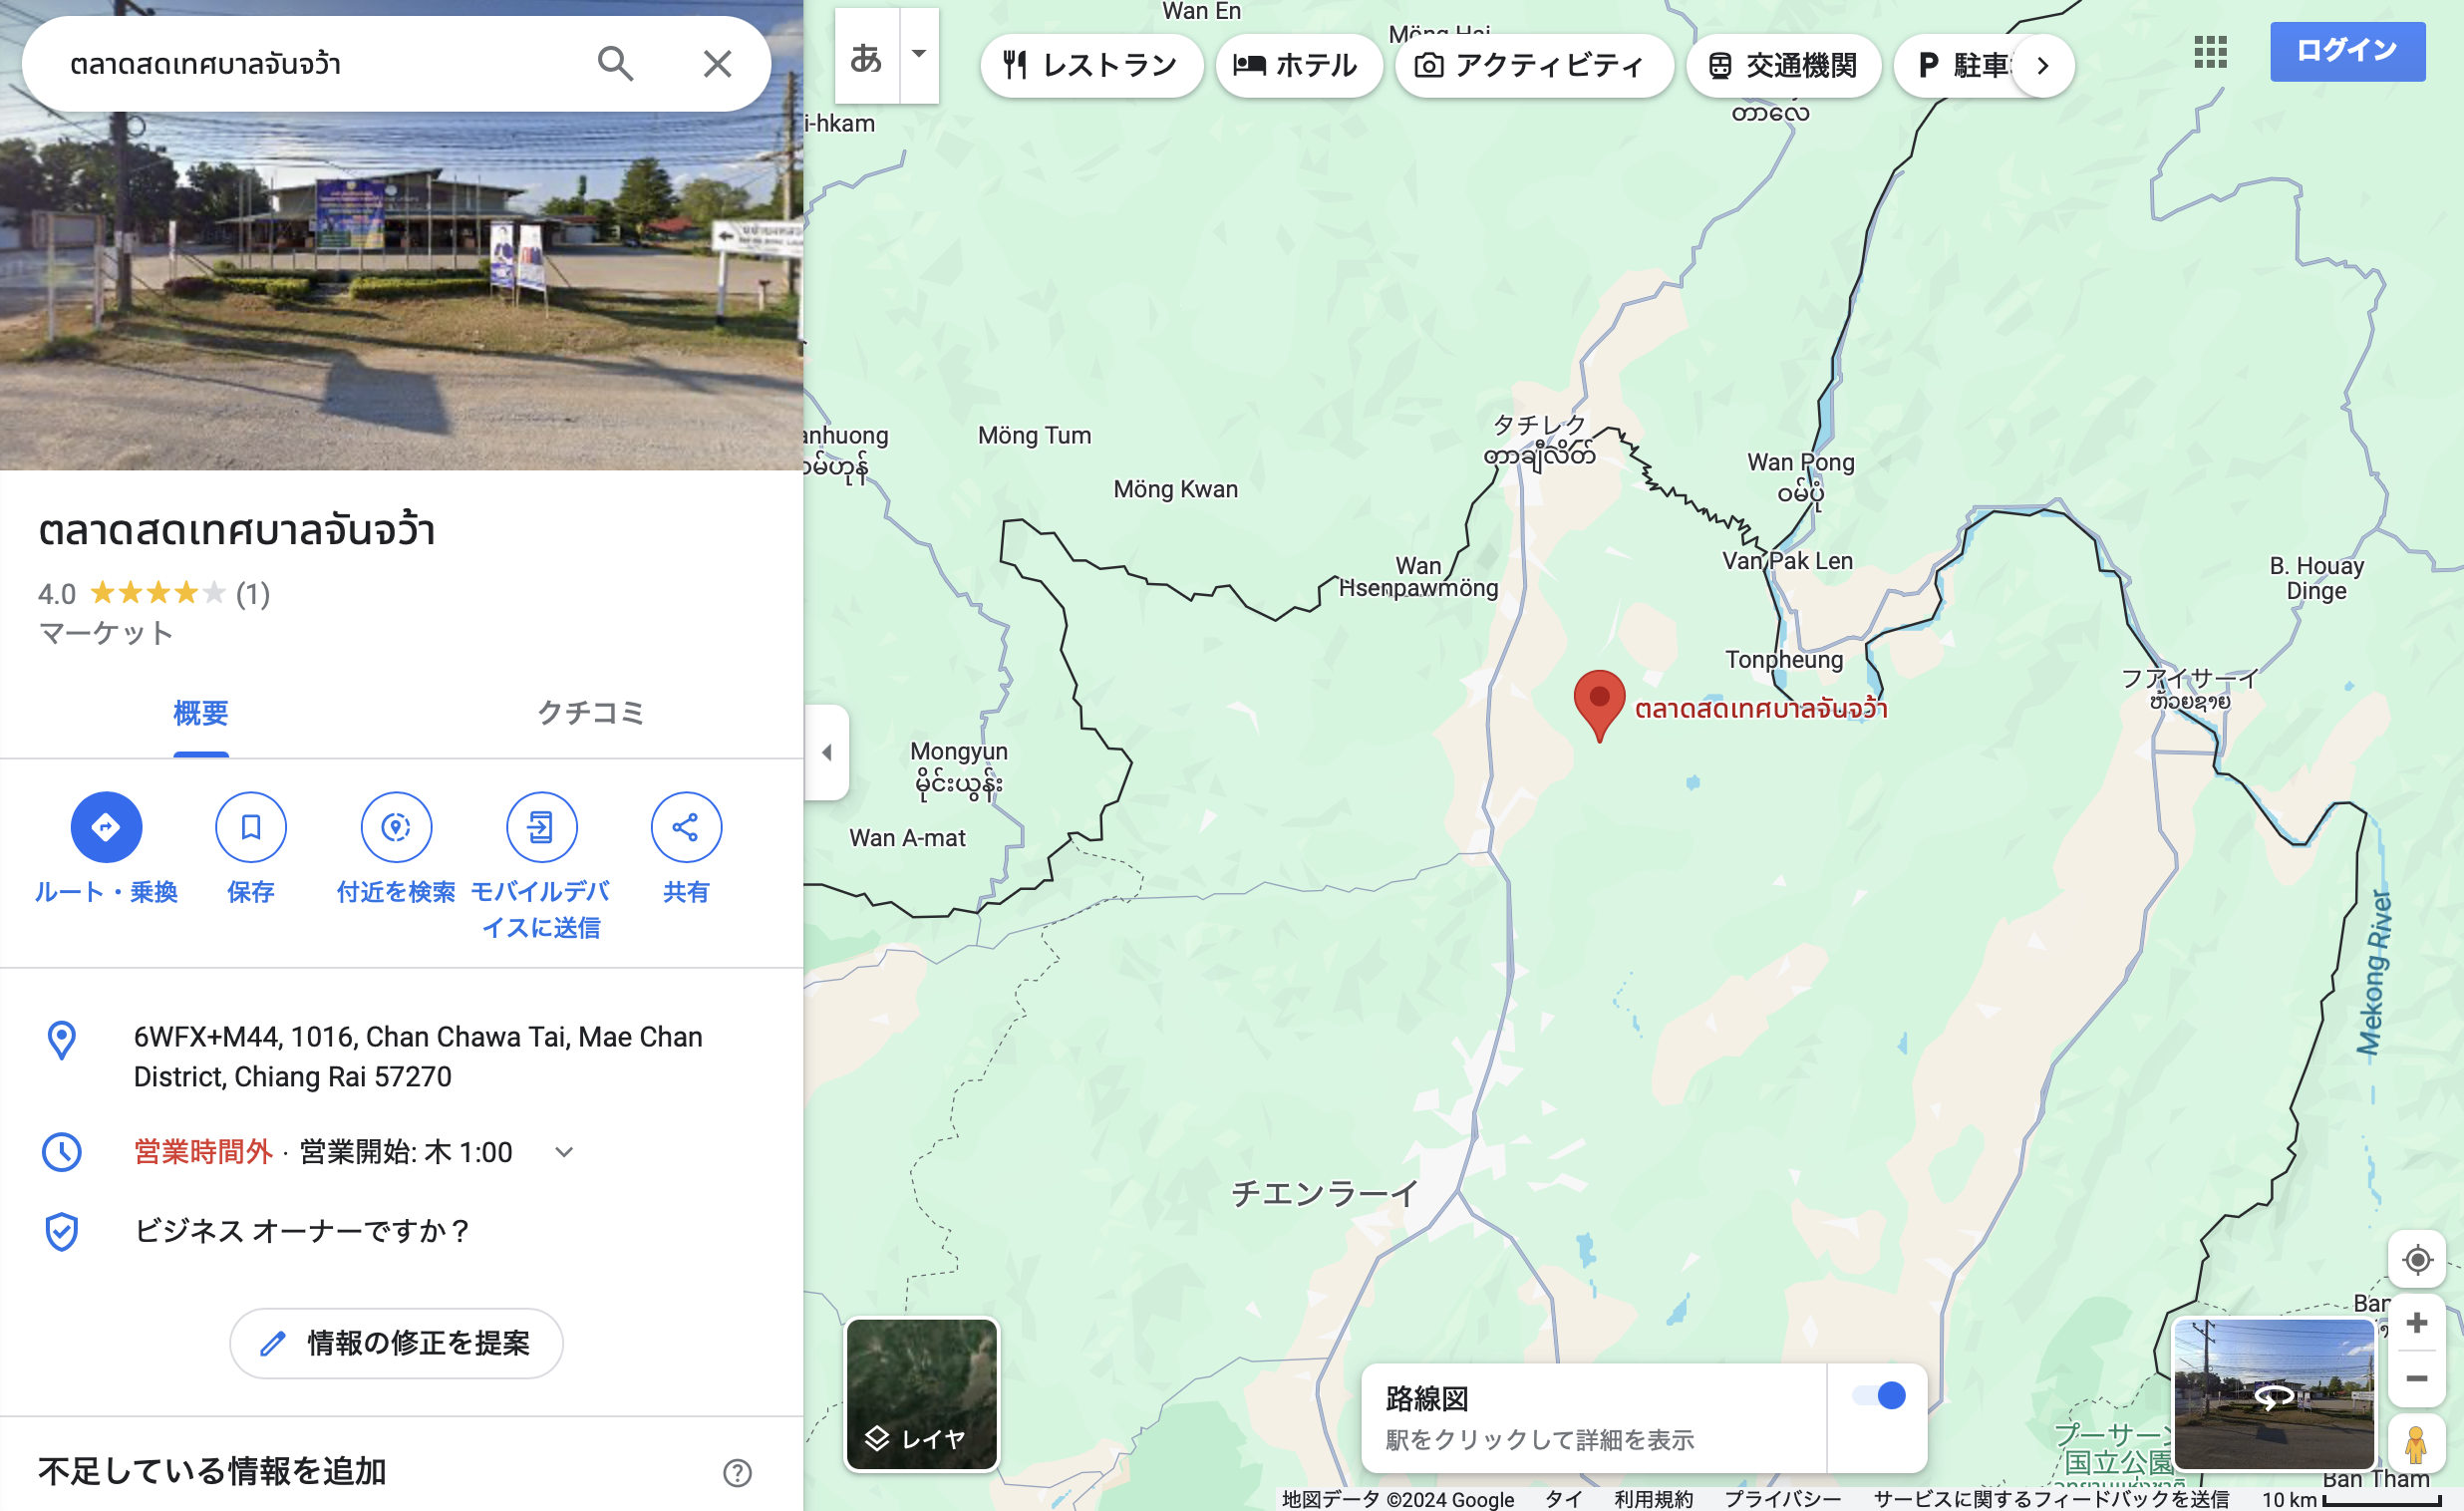 ตลาดสดเทศบาลจันจว้า
ตลาดสดเทศบาลจันจว้า
4.0
(1)
マーケット
概要
クチコミ
ルート・乗換
保存
付近を検索
モバイルデバ
イスに送信
共有
6WFX+M44, 1016, Chan Chawa Tai, Mae Chan
District, Chiang Rai 57270
営業時間外 · 営業開始: 木 1:00
ビジネス オーナーですか？
情報の修正を提案
不足している情報を追加
あ
レストラン
ホテル
アクティビティ
交通機関
P 駐車
ログイン
Wan En
i-hkam
တာလေ
anhuong
Möng Tum
Möng Kwan
タチレク
တာချီလိတ်
Wan Pong
ဝမ်ပုံ
Wan
Hsenpawmöng
Van Pak Len
B. Houay
Dinge
Tonpheung
ตลาดสดเทศบาลจันจว้า
フアイサーイ
ຫ້ວຍຊາຍ
Mongyun
မိုင်းယွန်း
Wan A-mat
Mekong River
チエンラーイ
レイヤ
路線図
駅をクリックして詳細を表示
プーサーン
国立公園
Ban
Ban Tham
地図データ ©2024 Google
タイ
利用規約
プライバシー
サービスに関するフィードバックを送信
10 km